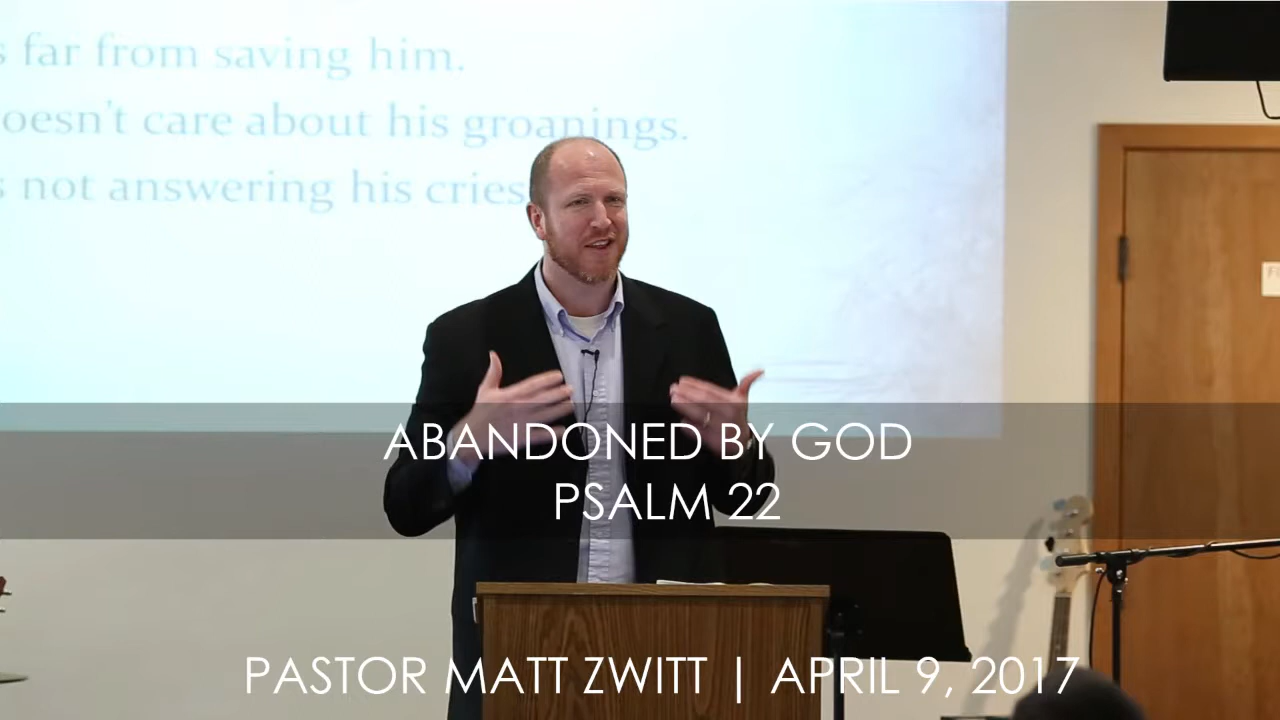 far from saving him.
oesn't care about his groanings.
not answering his cries
ABANDONED BY GOD
PSALM 22
PASTOR MATT ZWITT | APRIL 9, 2017